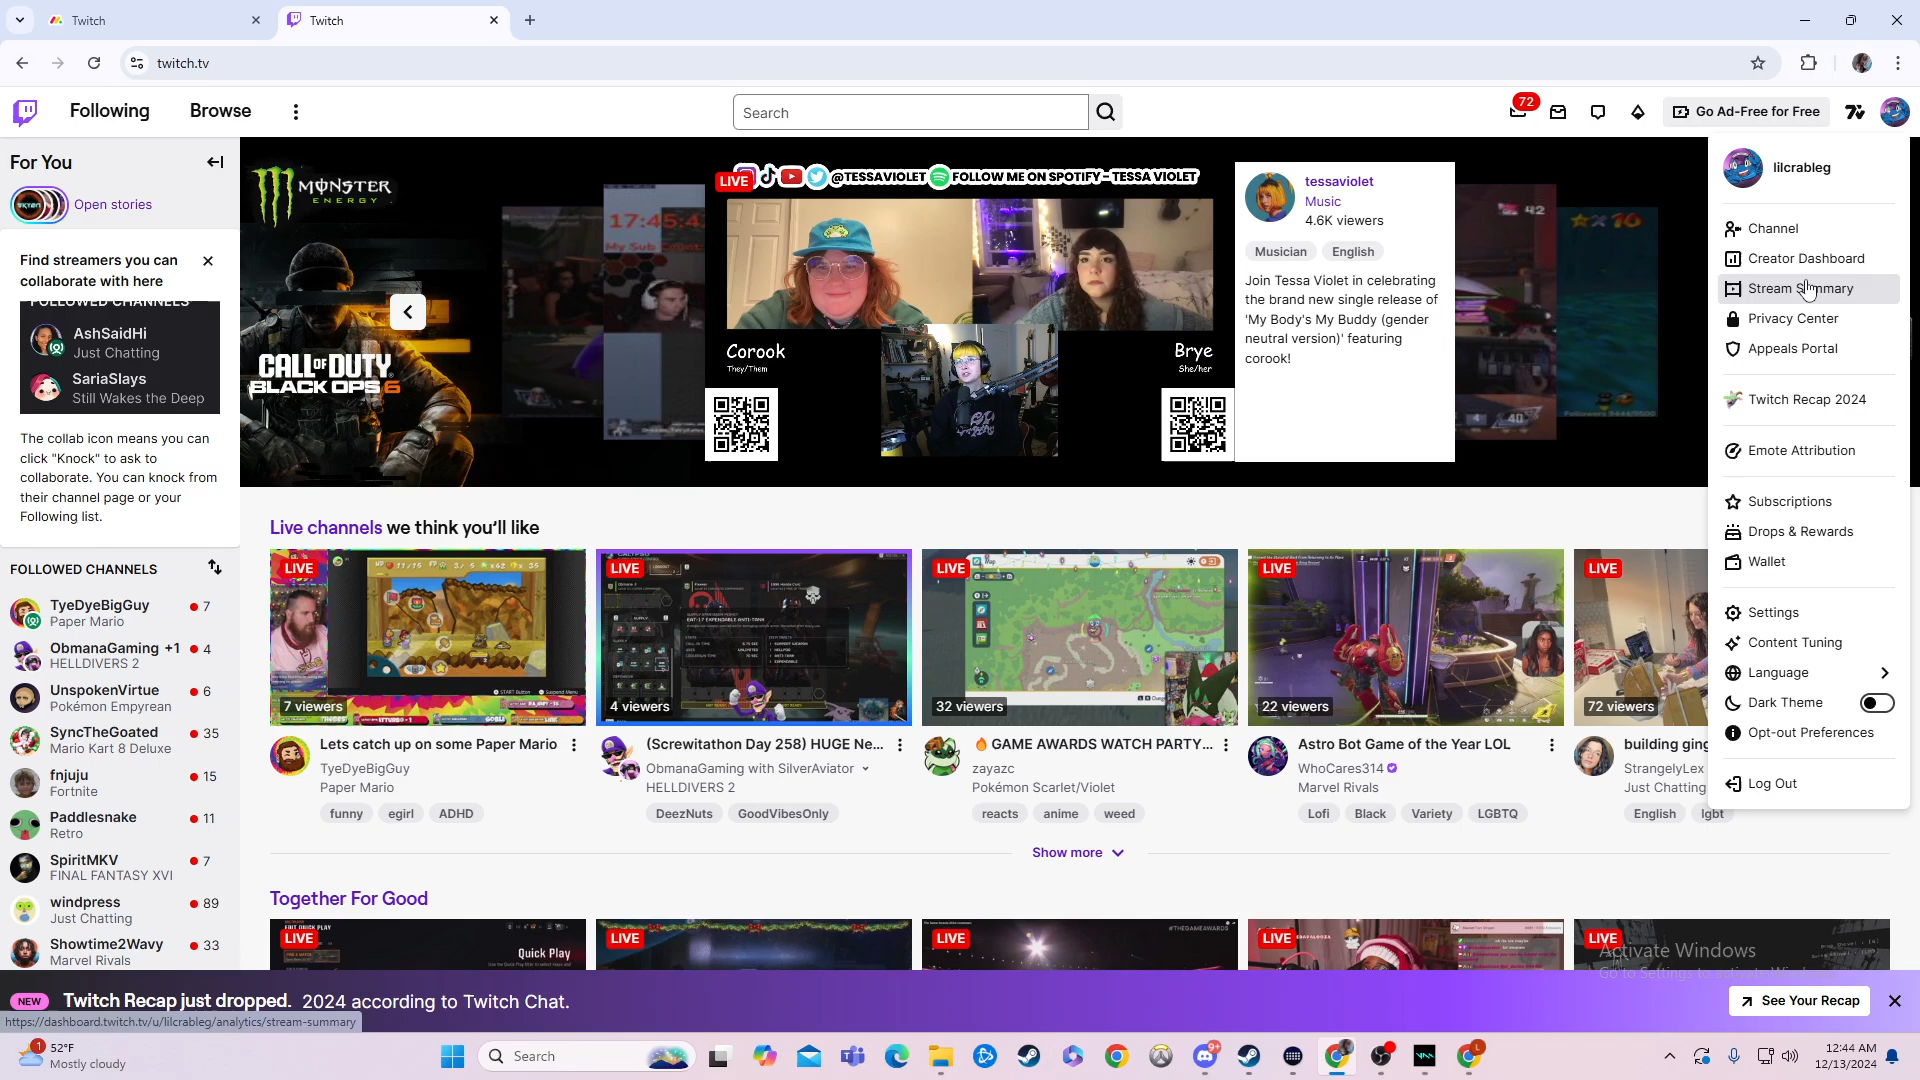 Twitch
Twitch
twitch.tv
Following
Browse
Search
72
Go Ad-Free for Free
For You
Open stories
Find streamers you can
collaborate with here
FOLLOWED CHANNELS
AshSaidHi
Just Chatting
SariaSlays
Still Wakes the Deep
The collab icon means you can
click "Knock" to ask to
collaborate. You can knock from
their channel page or your
Following list.
FOLLOWED CHANNELS
TyeDyeBigGuy
7
Paper Mario
ObmanaGaming +1
4
HELLDIVERS 2
UnspokenVirtue
6
Pokémon Empyrean
SyncTheGoated
35
Mario Kart 8 Deluxe
fnjuju
15
Fortnite
Paddlesnake
11
Retro
SpiritMKV
7
FINAL FANTASY XVI
windpress
89
Just Chatting
Showtime2Wavy
33
Marvel Rivals
MONSTER
ENERGY
CALL OF DUTY
BLACK OPS 6
LIVE
@TESSAVIOLET
FOLLOW ME ON SPOTIFY - TESSA VIOLET
Corook
They/Them
Brye
She/her
tessaviolet
Music
4.6K viewers
Musician
English
Join Tessa Violet in celebrating
the brand new single release of
'My Body's My Buddy (gender
neutral version)' featuring
corook!
Live channels we think you'll like
LIVE
7 viewers
Lets catch up on some Paper Mario
TyeDyeBigGuy
Paper Mario
funny
egirl
ADHD
LIVE
4 viewers
(Screwitathon Day 258) HUGE Ne...
ObmanaGaming with SilverAviator
HELLDIVERS 2
DeezNuts
GoodVibesOnly
LIVE
Map
32 viewers
GAME AWARDS WATCH PARTY...
zayazc
Pokémon Scarlet/Violet
reacts
anime
weed
LIVE
22 viewers
Astro Bot Game of the Year LOL
WhoCares314
Marvel Rivals
Lofi
Black
Variety
LGBTQ
LIVE
72 viewers
building ging
StrangelyLex
Just Chatting
English
lgbt
Show more
Together For Good
LIVE
Quick Play
LIVE
LIVE
#THEGAMEAWARDS
LIVE
LIVE
Activate Windows
lilcrableg
Channel
Creator Dashboard
Stream Summary
Privacy Center
Appeals Portal
Twitch Recap 2024
Emote Attribution
Subscriptions
Drops & Rewards
Wallet
Settings
Content Tuning
Language
Dark Theme
Opt-out Preferences
Log Out
NEW
Twitch Recap just dropped. 2024 according to Twitch Chat.
See Your Recap
https://dashboard.twitch.tv/u/lilcrableg/analytics/stream-summary
1
52°F
Mostly cloudy
Search
9+
L
12:44 AM
12/13/2024